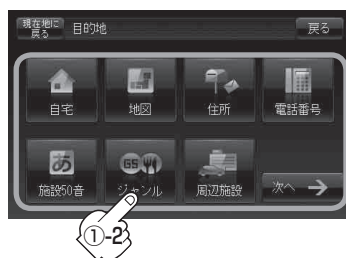 現在地に
戻る
目的地
戻る
自宅
地図
住所
電話番号
あ
GS
施設50音
ジャンル
周辺施設
次へ
①-2